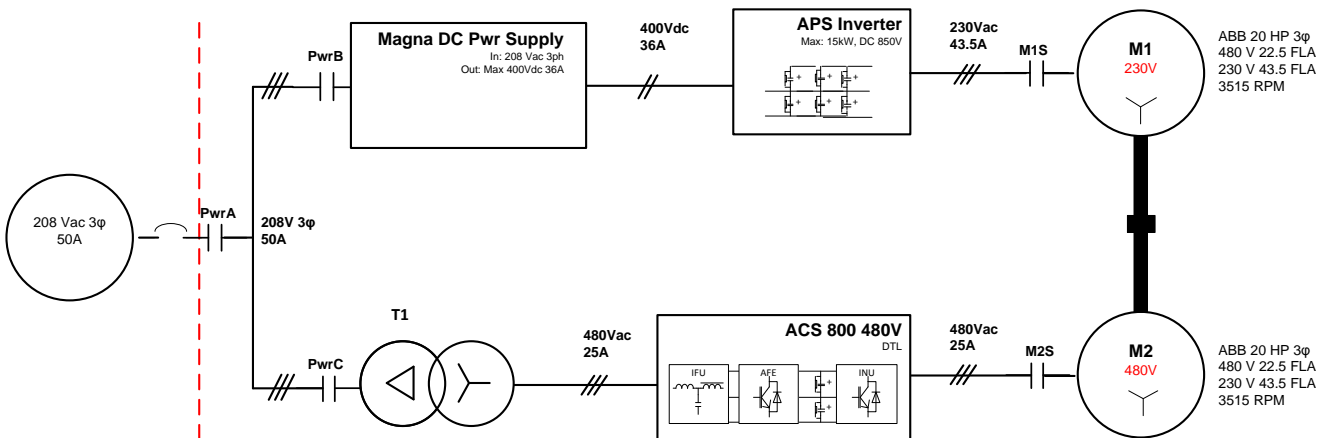 208 Vac 3φ
50A
PwrA
208V 3φ
50A
PwrB
Magna DC Pwr Supply
In: 208 Vac 3ph
Out: Max 400Vdc 36A
400Vdc
36A
APS Inverter
Max: 15kW, DC 850V
230Vac
43.5A
M1S
M1
230V
ABB 20 HP 3φ
480 V 22.5 FLA
230 V 43.5 FLA
3515 RPM
PwrC
T1
480Vac
25A
ACS 800 480V
DTL
IFU
AFE
INU
480Vac
25A
M2S
M2
480V
ABB 20 HP 3φ
480 V 22.5 FLA
230 V 43.5 FLA
3515 RPM